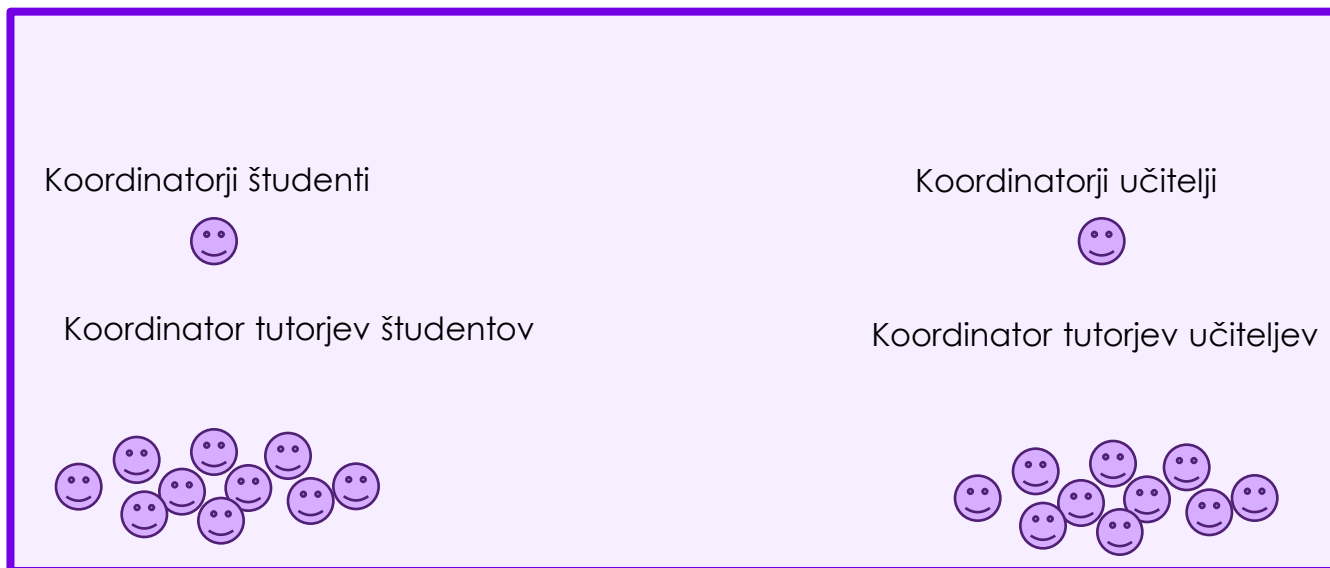 Koordinatorji študenti
Koordinatorji učitelji
Koordinator tutorjev študentov
Koordinator tutorjev učiteljev